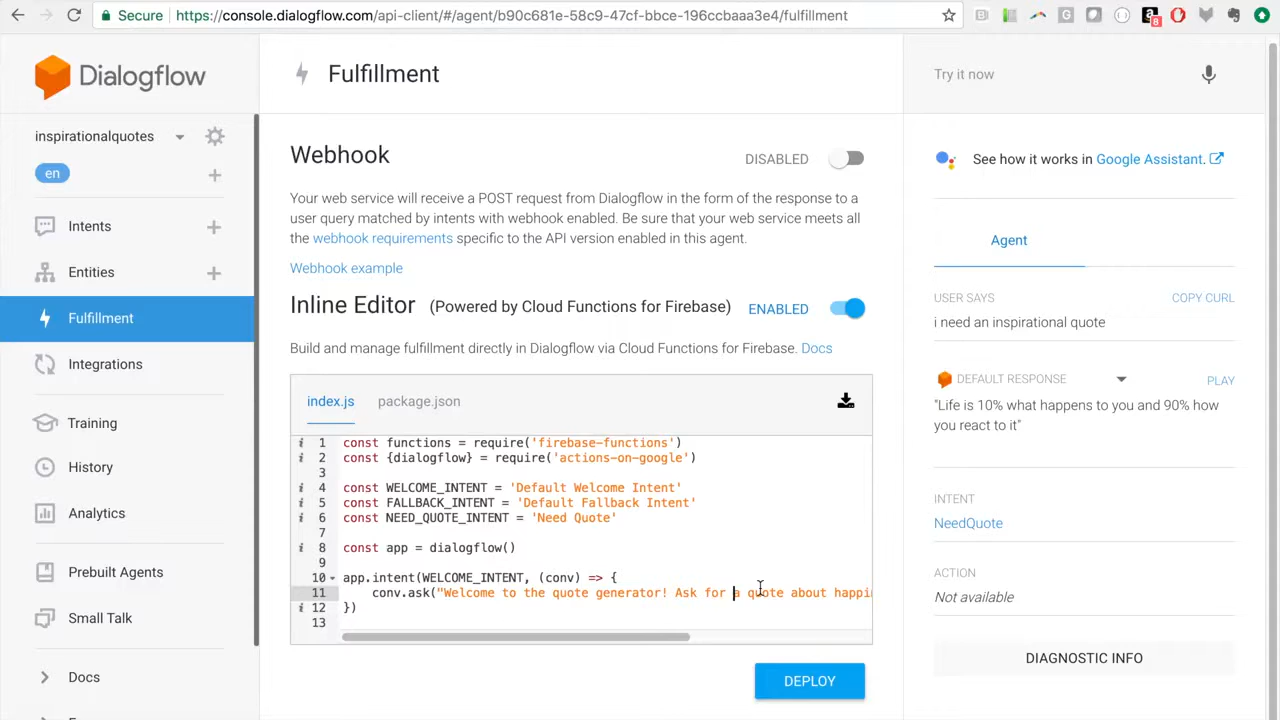 Secure https://console.dialogflow.com/api-client/#/agent/b90c681e-58c9-47cf-bbce-196ccbaaa3e4/fulfillment
8
Dialogflow
inspirationalquotes
en
Intents
Entities
Fulfillment
Integrations
Training
History
Analytics
Prebuilt Agents
Small Talk
Docs
Fulfillment
Webhook
DISABLED
Your web service will receive a POST request from Dialogflow in the form of the response to a
user query matched by intents with webhook enabled. Be sure that your web service meets all
the webhook requirements specific to the API version enabled in this agent.
Webhook example
Inline Editor (Powered by Cloud Functions for Firebase) ENABLED
Build and manage fulfillment directly in Dialogflow via Cloud Functions for Firebase. Docs
index.js package.json
1 const functions = require('firebase-functions')
2 const {dialogflow} = require('actions-on-google')
3
4 const WELCOME_INTENT = 'Default Welcome Intent'
5 const FALLBACK_INTENT = 'Default Fallback Intent'
6 const NEED_QUOTE_INTENT = 'Need Quote'
7
8 const app = dialogflow()
9
10 app.intent(WELCOME_INTENT, (conv) => {
11 conv.ask("Welcome to the quote generator! Ask for a quote about happin
12 })
13
DEPLOY
Try it now
See how it works in Google Assistant.
Agent
USER SAYS COPY CURL
i need an inspirational quote
DEFAULT RESPONSE PLAY
"Life is 10% what happens to you and 90% how
you react to it"
INTENT
NeedQuote
ACTION
Not available
DIAGNOSTIC INFO